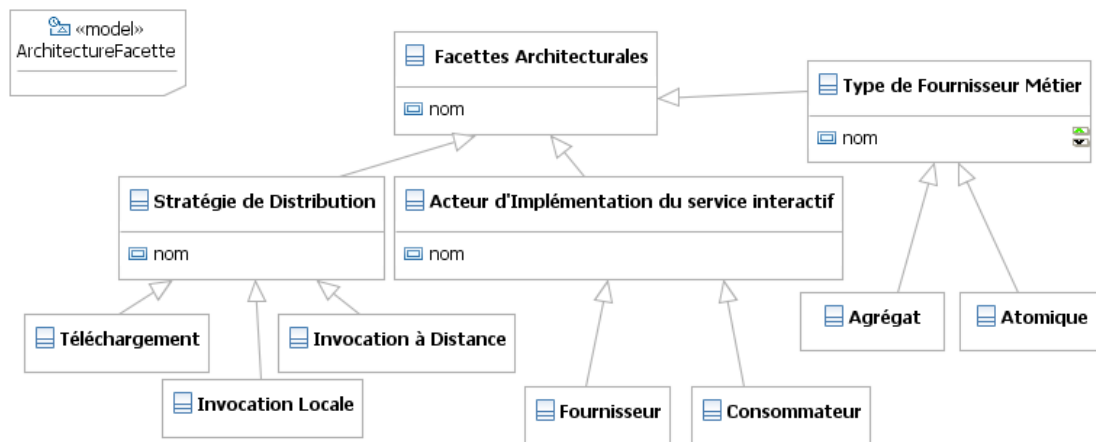 «model»
ArchitectureFacette
Facettes Architecturales
nom
Type de Fournisseur Métier
nom
Stratégie de Distribution
nom
Acteur d'Implémentation du service interactif
nom
Téléchargement
Invocation à Distance
Invocation Locale
Fournisseur
Consommateur
Agrégat
Atomique